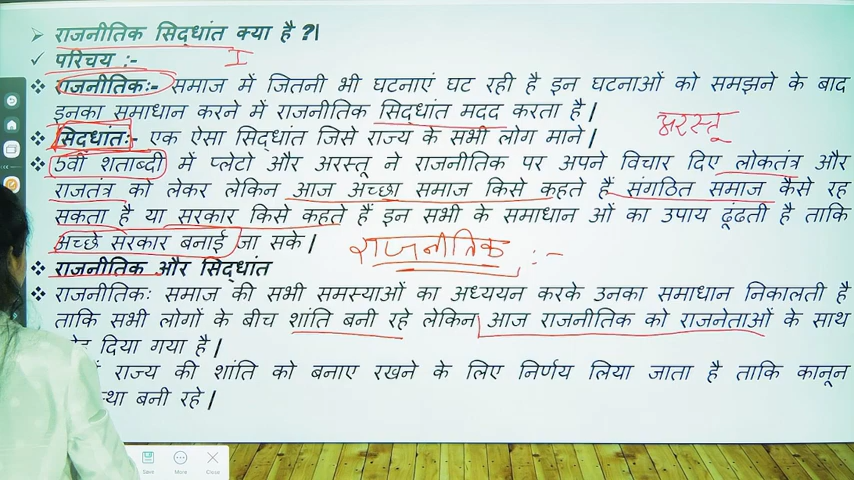 ➢ राजनीतिक सिद्धांत क्या है ?|
✓ परिचय :- I
❖ राजनीतिकः- समाज में जितनी भी घटनाएं घट रही है इन घटनाओं को समझने के बाद
इनका समाधान करने में राजनीतिक सिद्धांत मदद करता है |
अरस्तू
❖ सिद्धांतः- एक ऐसा सिद्धांत जिसे राज्य के सभी लोग माने |
❖ 5वीं शताब्दी में प्लेटो और अरस्तू ने राजनीतिक पर अपने विचार दिए लोकतंत्र और
राजतंत्र को लेकर लेकिन आज अच्छा समाज किसे कहते हैं संगठित समाज कैसे रह
सकता है या सरकार किसे कहते हैं इन सभी के समाधान ओं का उपाय ढूंढती है ताकि
अच्छे सरकार बनाई जा सके |
राजनीतिक :-
❖ राजनीतिक और सिद्धांत
❖ राजनीतिकः समाज की सभी समस्याओं का अध्ययन करके उनका समाधान निकालती है
ताकि सभी लोगों के बीच शांति बनी रहे लेकिन आज राजनीतिक को राजनेताओं के साथ
दिया गया है |
राज्य की शांति को बनाए रखने के लिए निर्णय लिया जाता है ताकि कानून
बनी रहे |
Save More Close